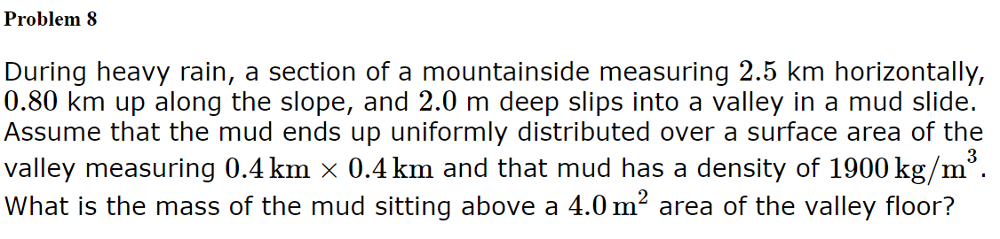 Problem 8
During heavy rain, a section of a mountainside measuring 2.5 km horizontally,
0.80 km up along the slope, and 2.0 m deep slips into a valley in a mud slide.
Assume that the mud ends up uniformly distributed over a surface area of the
valley measuring 0.4 km × 0.4 km and that mud has a density of 1900 kg/m³.
What is the mass of the mud sitting above a 4.0 m² area of the valley floor?